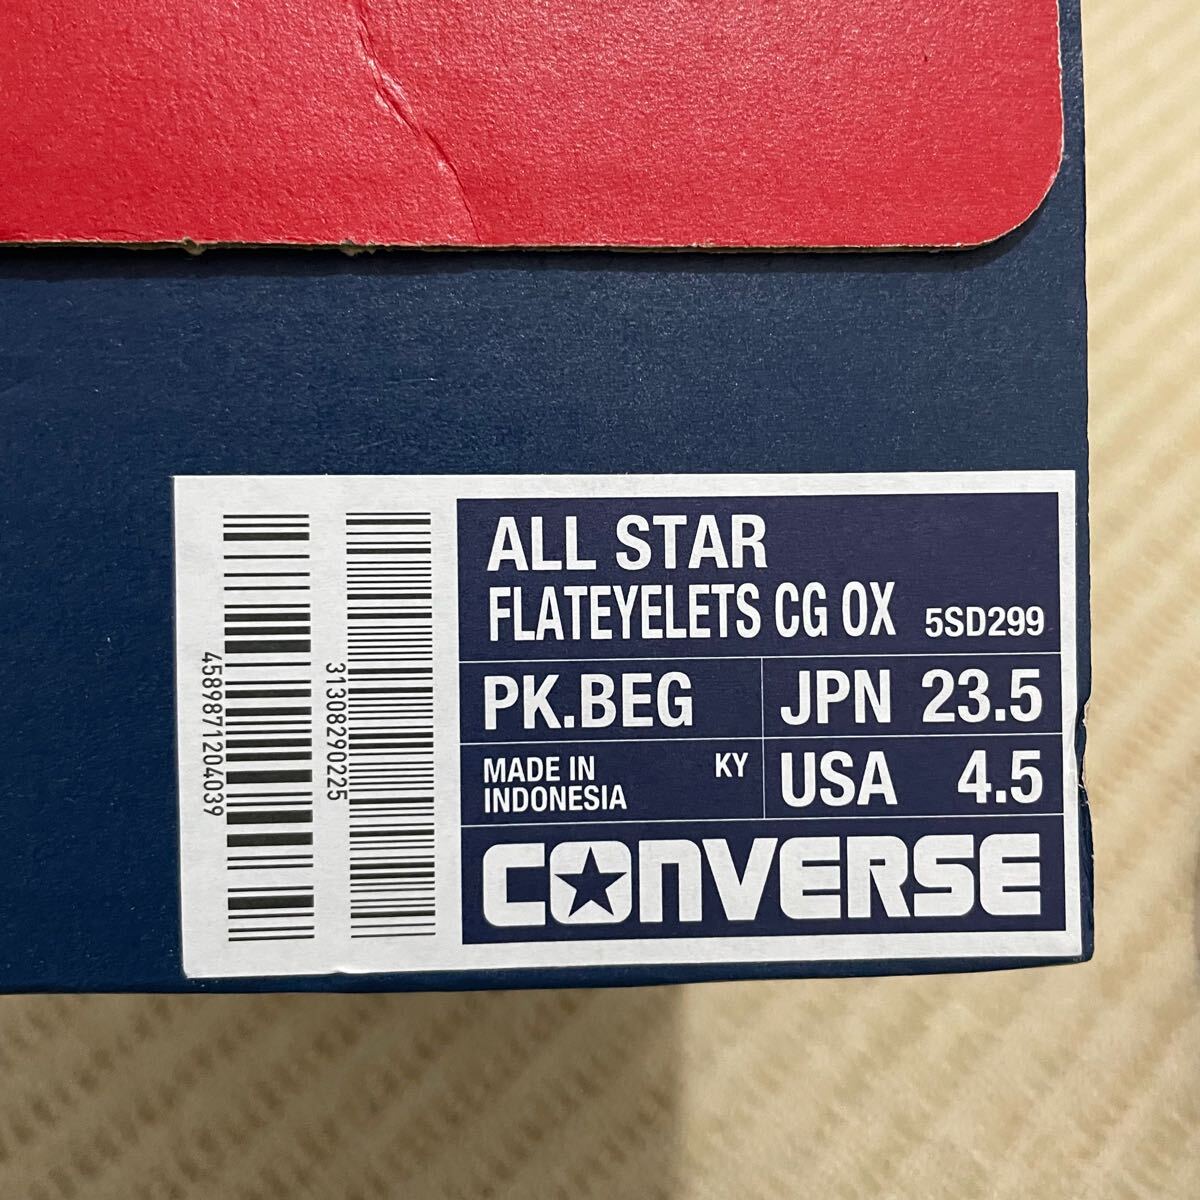 ALL STAR
FLATEYELETS CG OX 5SD299
PK.BEG
JPN 23.5
MADE IN
INDONESIA
KY
USA 4.5
CONVERSE
4589871204039
31308290225